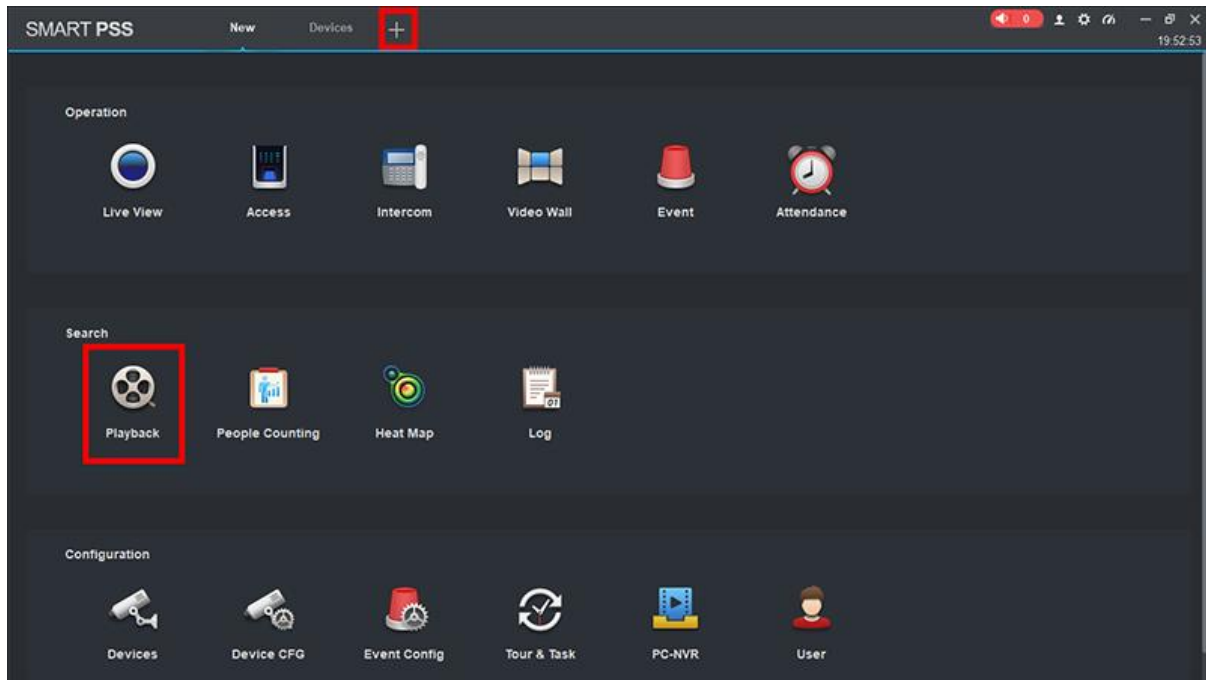 SMART PSS New Devices +
0
19:52:53
Operation
Live View Access Intercom Video Wall Event Attendance
Search
01
Playback People Counting Heat Map Log
Configuration
Devices Device CFG Event Config Tour & Task PC-NVR User